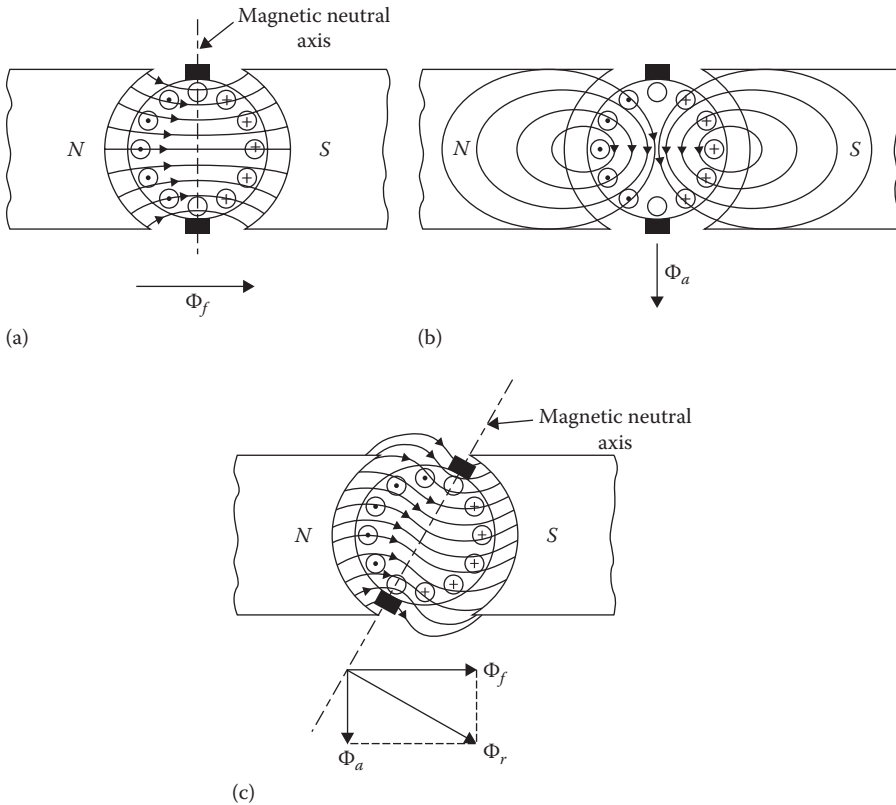 Magnetic neutral
axis
N
S
Φf
(a)
N
S
Φa
(b)
Magnetic neutral
axis
N
S
Φf
Φa
Φr
(c)